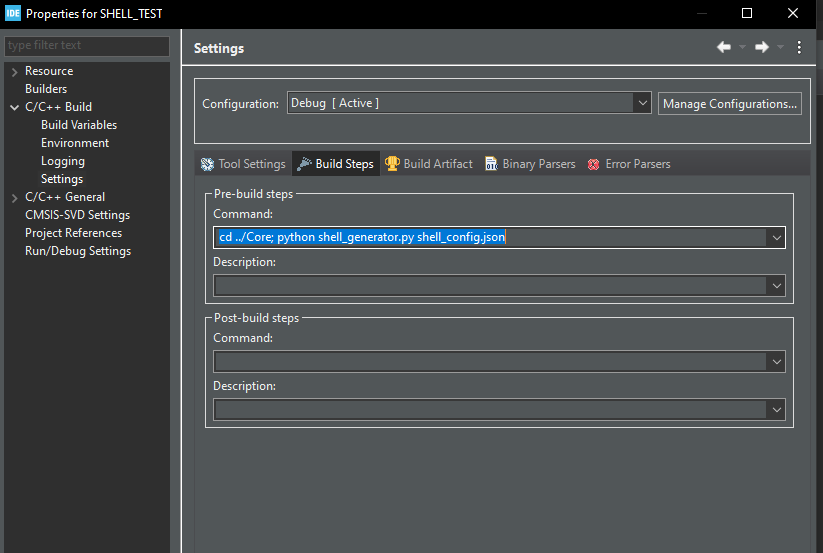 IDE Properties for SHELL_TEST
type filter text
Resource
Builders
C/C++ Build
Build Variables
Environment
Logging
Settings
C/C++ General
CMSIS-SVD Settings
Project References
Run/Debug Settings
Settings
Configuration: Debug [ Active ] Manage Configurations...
Tool Settings Build Steps Build Artifact 010 Binary Parsers Error Parsers
Pre-build steps
Command:
cd ../Core; python shell_generator.py shell_config.json
Description:
Post-build steps
Command:
Description: